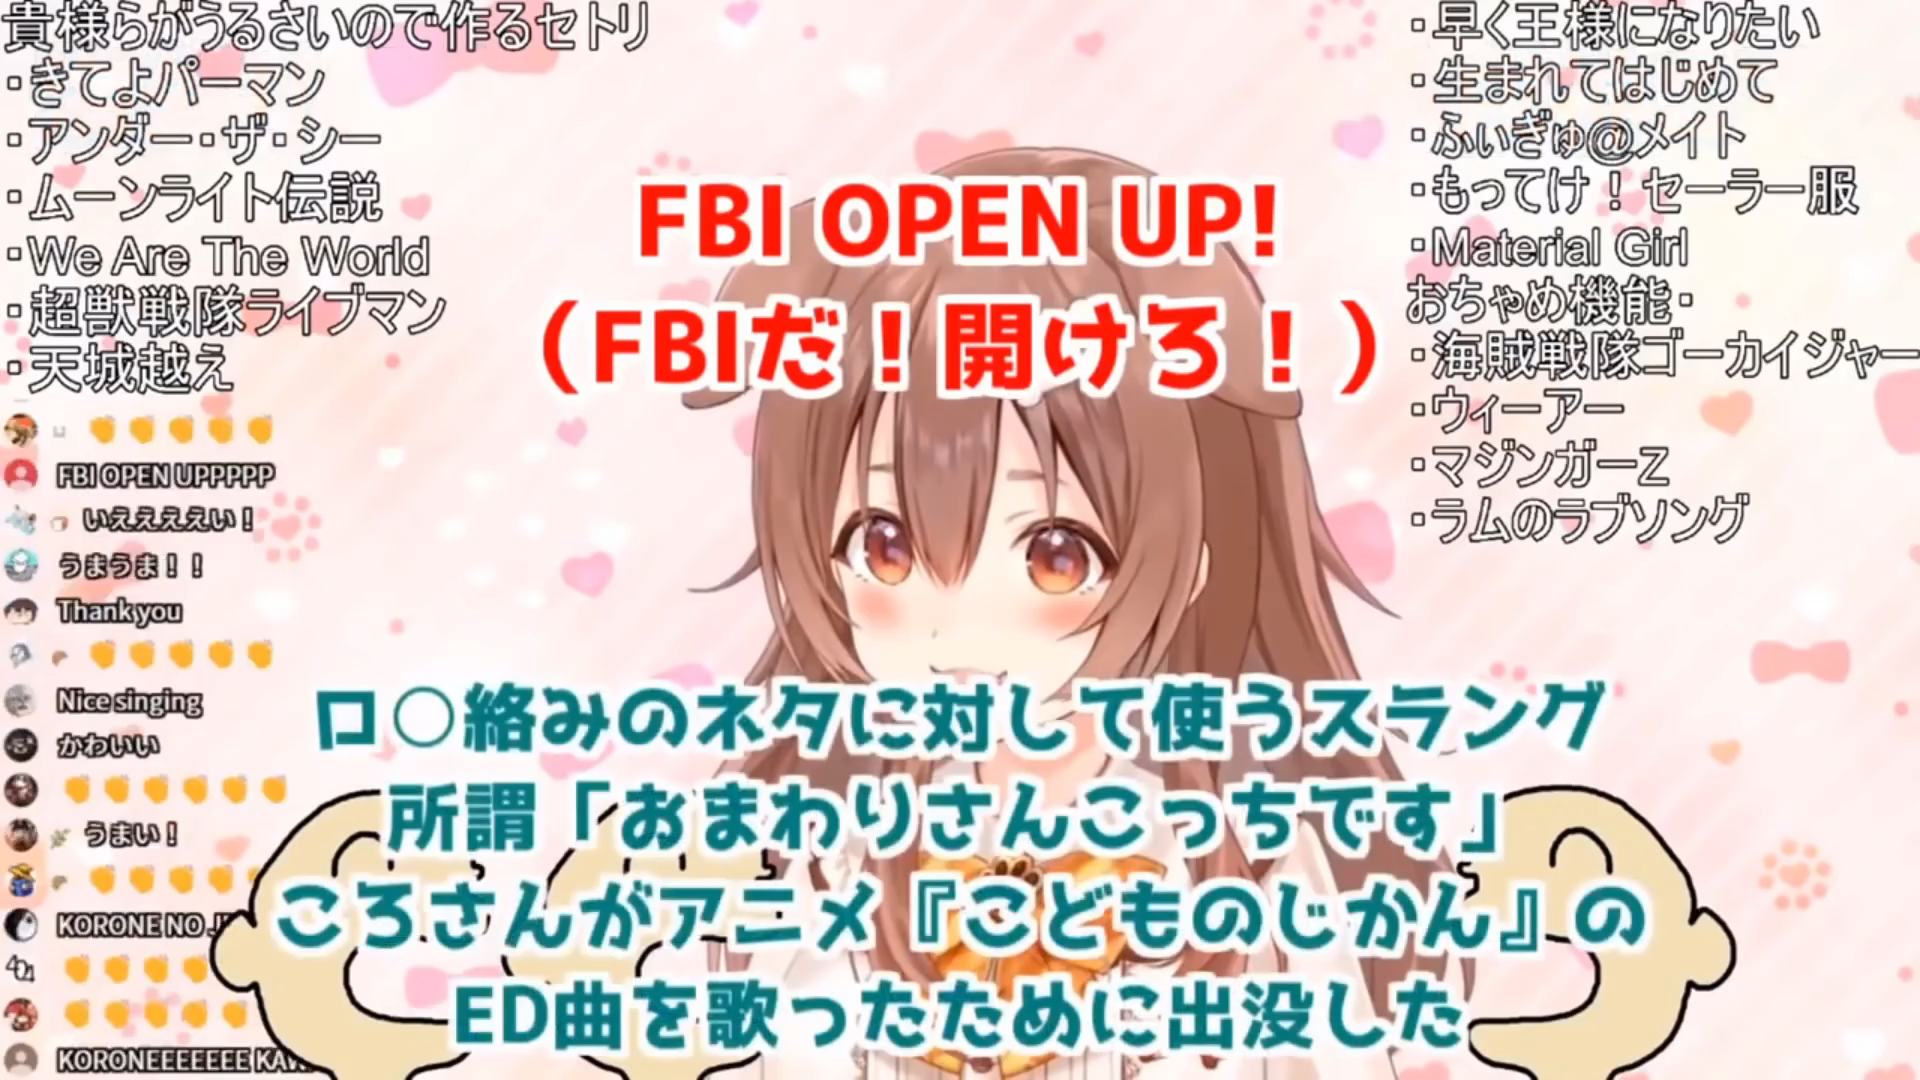 貴様らがうるさいので作るセトリ
・きてよパーマン
・アンダー・ザ・シー
・ムーンライト伝説
・We Are The World
・超獣戦隊ライブマン
・天城越え
・早く王様になりたい
・生まれてはじめて
・ふぃぎゅ@メイト
・もってけ！セーラー服
・Material Girl
おちゃめ機能・
・海賊戦隊ゴーカイジャー
・ウィーアー
・マジンガーZ
・ラムのラブソング
FBI OPEN UP!
（FBIだ！開けろ！）
FBI OPEN UPPPPP
いえええええい！
うまうま！！
Thank you
Nice singing
かわいい
うまい！
KORONE NO
KORONEEEEEEE KAW
ロ○絡みのネタに対して使うスラング
所謂「おまわりさんこっちです」
ころさんがアニメ『こどものじかん』の
ED曲を歌ったために出没した